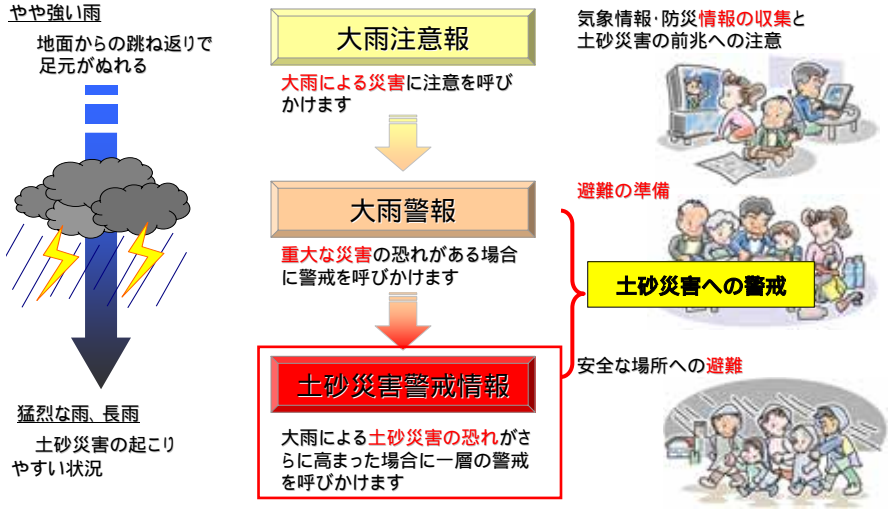 やや強い雨
地面からの跳ね返りで
足元がぬれる
猛烈な雨、長雨
土砂災害の起こり
やすい状況
大雨注意報
大雨による災害に注意を呼び
かけます
大雨警報
重大な災害の恐れがある場合
に警戒を呼びかけます
土砂災害警戒情報
大雨による土砂災害の恐れがさ
らに高まった場合に一層の警戒
を呼びかけます
気象情報・防災情報の収集と
土砂災害の前兆への注意
避難の準備
土砂災害への警戒
安全な場所への避難